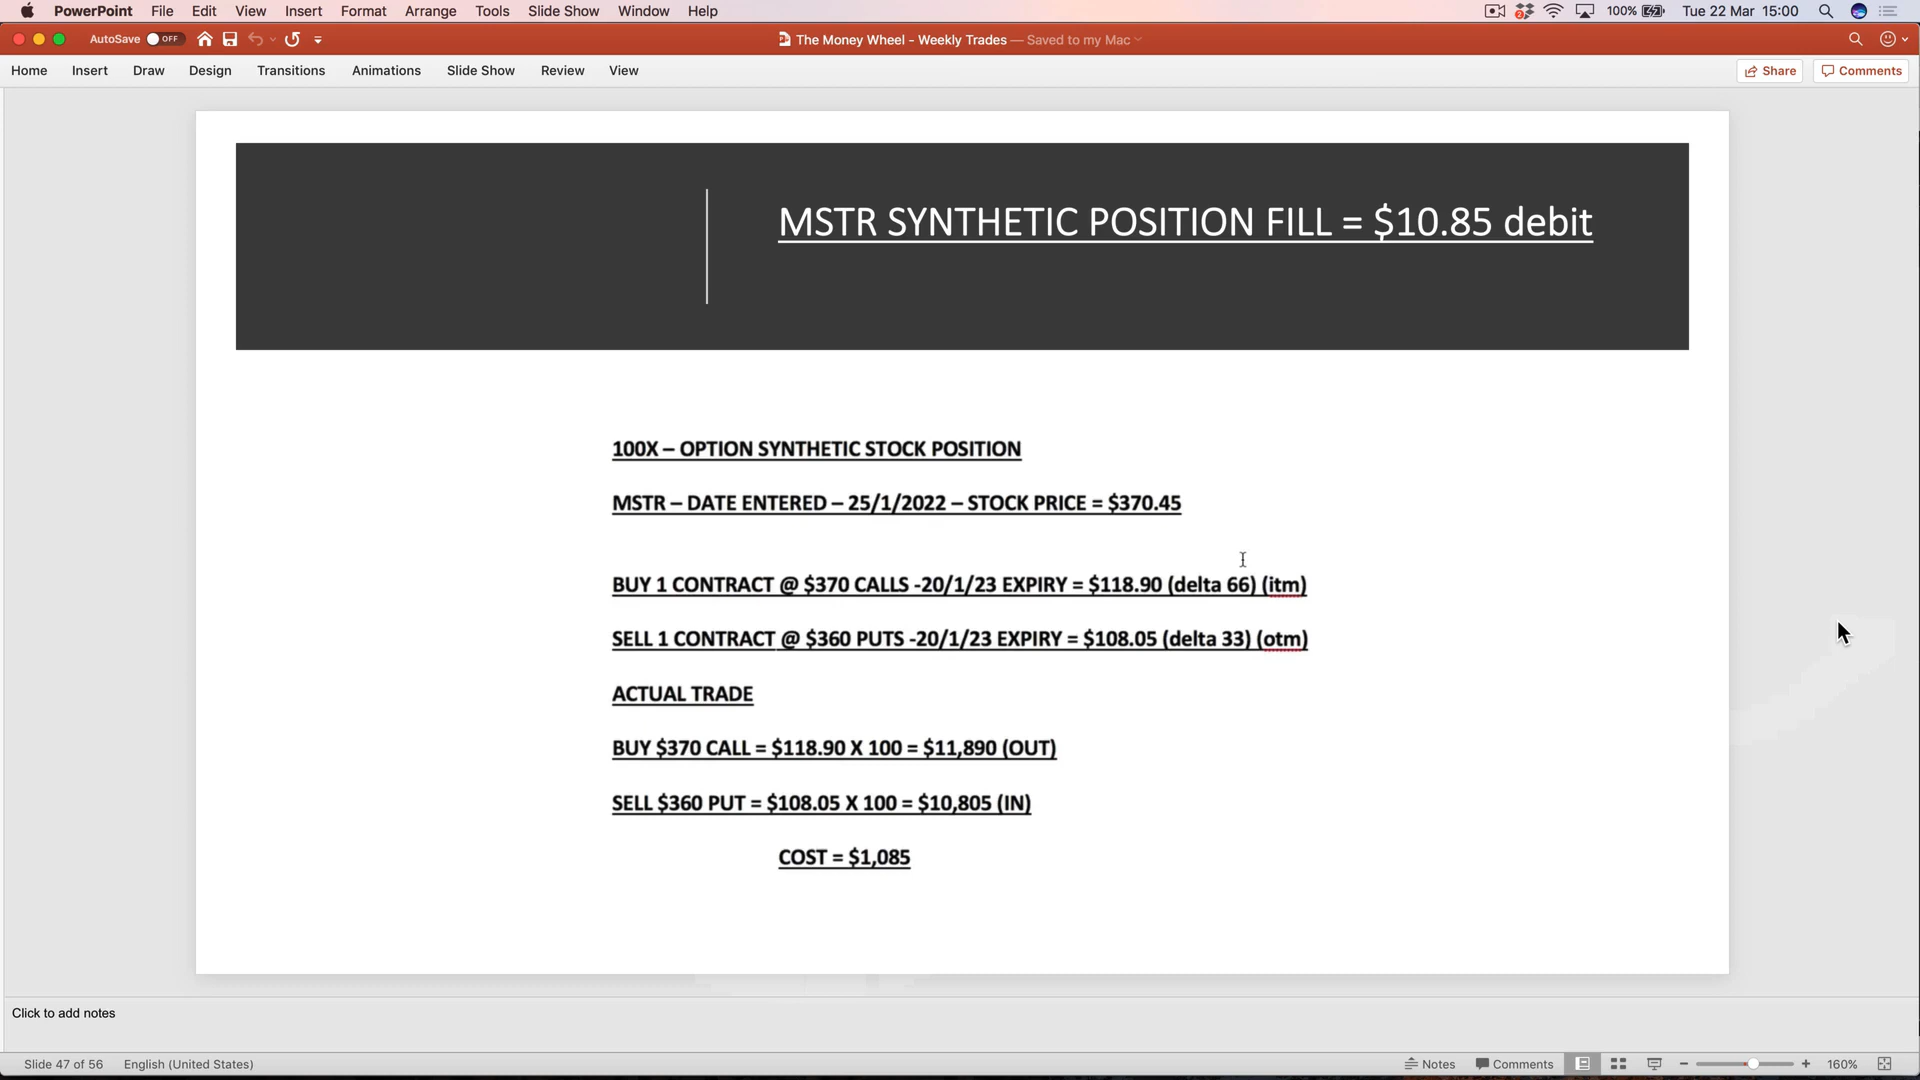 PowerPoint File Edit View Insert Format Arrange Tools Slide Show Window Help 2 100% Tue 22 Mar 15:00
AutoSave OFF The Money Wheel - Weekly Trades — Saved to my Mac
Home Insert Draw Design Transitions Animations Slide Show Review View Share Comments
MSTR SYNTHETIC POSITION FILL = $10.85 debit
100X – OPTION SYNTHETIC STOCK POSITION
MSTR – DATE ENTERED – 25/1/2022 – STOCK PRICE = $370.45
BUY 1 CONTRACT @ $370 CALLS -20/1/23 EXPIRY = $118.90 (delta 66) (itm)
SELL 1 CONTRACT @ $360 PUTS -20/1/23 EXPIRY = $108.05 (delta 33) (otm)
ACTUAL TRADE
BUY $370 CALL = $118.90 X 100 = $11,890 (OUT)
SELL $360 PUT = $108.05 X 100 = $10,805 (IN)
COST = $1,085
Click to add notes
Slide 47 of 56 English (United States) Notes Comments 160%